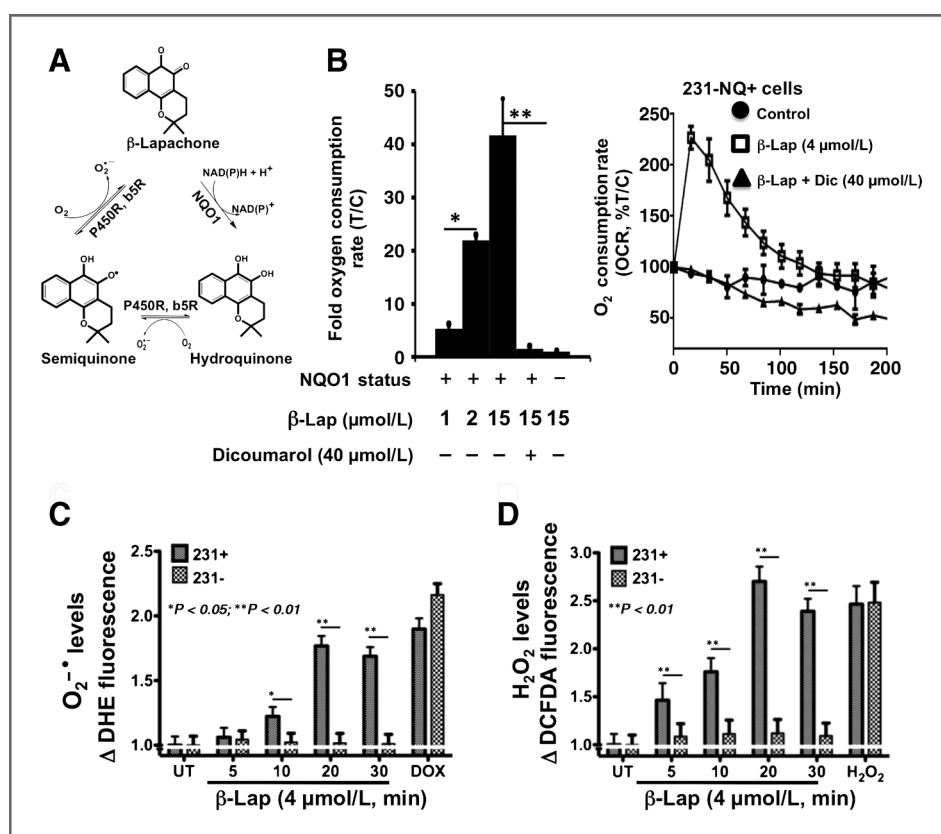 A
O
O
β-Lapachone
O₂•−
O₂
P450R, b5R
NAD(P)H + H⁺
NAD(P)⁺
NQO1
OH
O•
O
Semiquinone
P450R, b5R
O₂•−
O₂
OH
OH
O
Hydroquinone
B
Fold oxygen consumption
rate (T/C)
50
40
30
20
10
0
*
**
NQO1 status + + + + −
β-Lap (μmol/L) 1 2 15 15 15
Dicoumarol (40 μmol/L) − − − + −
231-NQ+ cells
Control
β-Lap (4 μmol/L)
β-Lap + Dic (40 μmol/L)
O₂ consumption rate
(OCR, %T/C)
250
200
150
100
50
0 50 100 150 200
Time (min)
C
O₂−• levels
Δ DHE fluorescence
2.5
2.0
1.5
1.0
231+
231-
*P < 0.05; **P < 0.01
*
**
**
UT 5 10 20 30 DOX
β-Lap (4 μmol/L, min)
D
H₂O₂ levels
Δ DCFDA fluorescence
3.0
2.5
2.0
1.5
1.0
231+
231-
**P < 0.01
**
**
**
**
UT 5 10 20 30 H₂O₂
β-Lap (4 μmol/L, min)